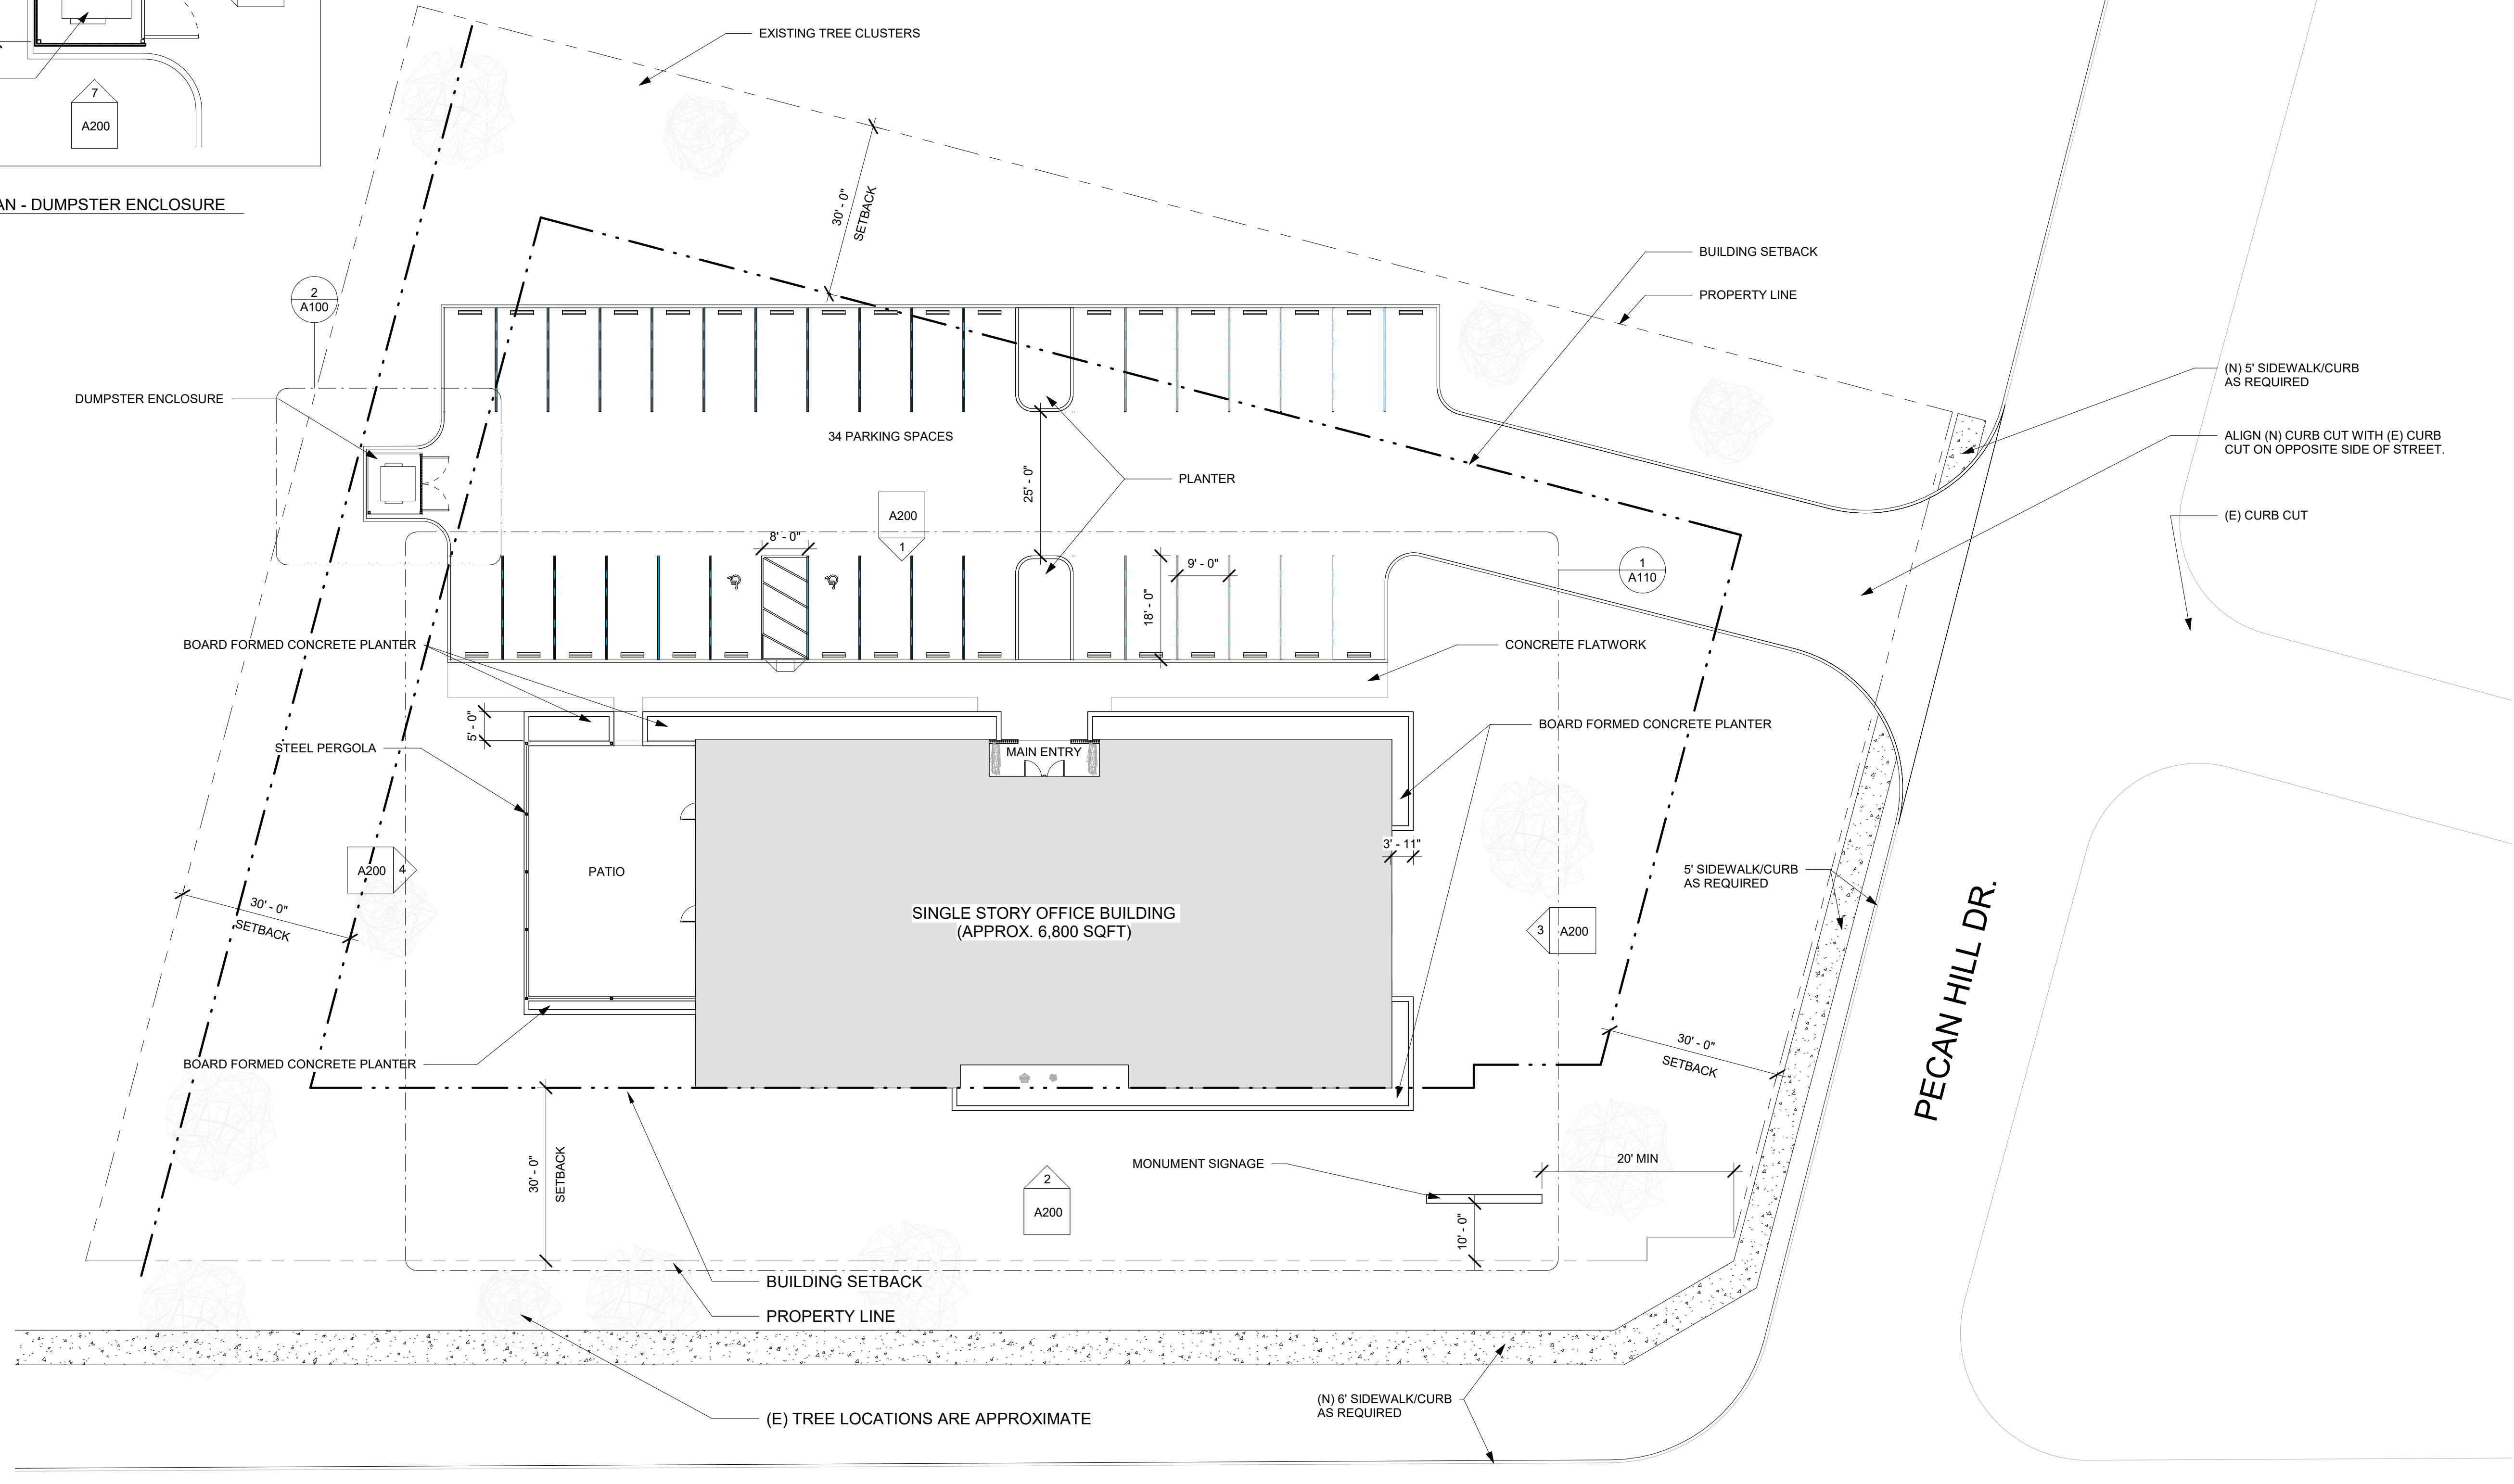 7
A200
AN - DUMPSTER ENCLOSURE
EXISTING TREE CLUSTERS
30' - 0"
SETBACK
BUILDING SETBACK
PROPERTY LINE
2
A100
DUMPSTER ENCLOSURE
(N) 5' SIDEWALK/CURB
AS REQUIRED
ALIGN (N) CURB CUT WITH (E) CURB
CUT ON OPPOSITE SIDE OF STREET.
(E) CURB CUT
34 PARKING SPACES
PLANTER
25' - 0"
A200
1
8' - 0"
9' - 0"
18' - 0"
1
A110
BOARD FORMED CONCRETE PLANTER
CONCRETE FLATWORK
5' - 0"
STEEL PERGOLA
MAIN ENTRY
BOARD FORMED CONCRETE PLANTER
3' - 11"
A200
4
PATIO
5' SIDEWALK/CURB
AS REQUIRED
30' - 0"
SETBACK
SINGLE STORY OFFICE BUILDING
(APPROX. 6,800 SQFT)
3
A200
PECAN HILL DR.
30' - 0"
SETBACK
BOARD FORMED CONCRETE PLANTER
30' - 0"
SETBACK
MONUMENT SIGNAGE
20' MIN
2
A200
10' - 0"
BUILDING SETBACK
PROPERTY LINE
(N) 6' SIDEWALK/CURB
AS REQUIRED
(E) TREE LOCATIONS ARE APPROXIMATE